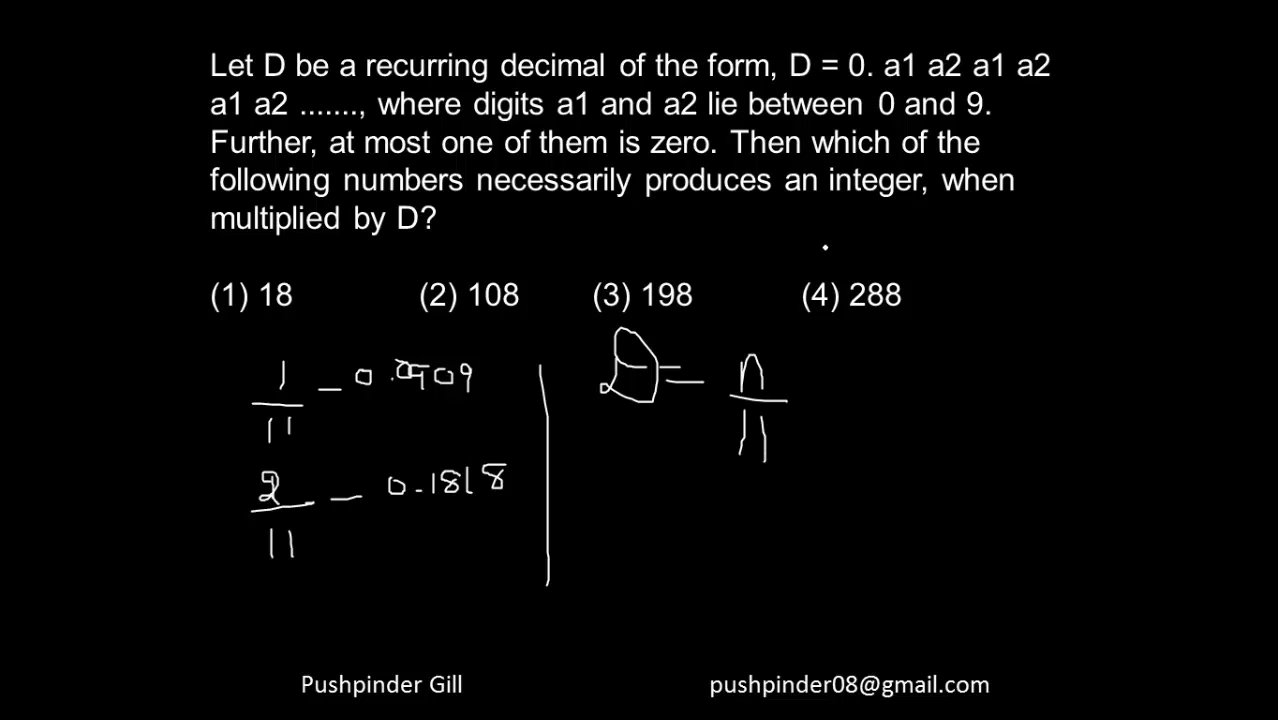 Let D be a recurring decimal of the form, D = 0. a1 a2 a1 a2
a1 a2 ......., where digits a1 and a2 lie between 0 and 9.
Further, at most one of them is zero. Then which of the
following numbers necessarily produces an integer, when
multiplied by D?
(1) 18 (2) 108 (3) 198 (4) 288
1/11 - 0.0909
D = n/11
2/11 - 0.1818
Pushpinder Gill pushpinder08@gmail.com